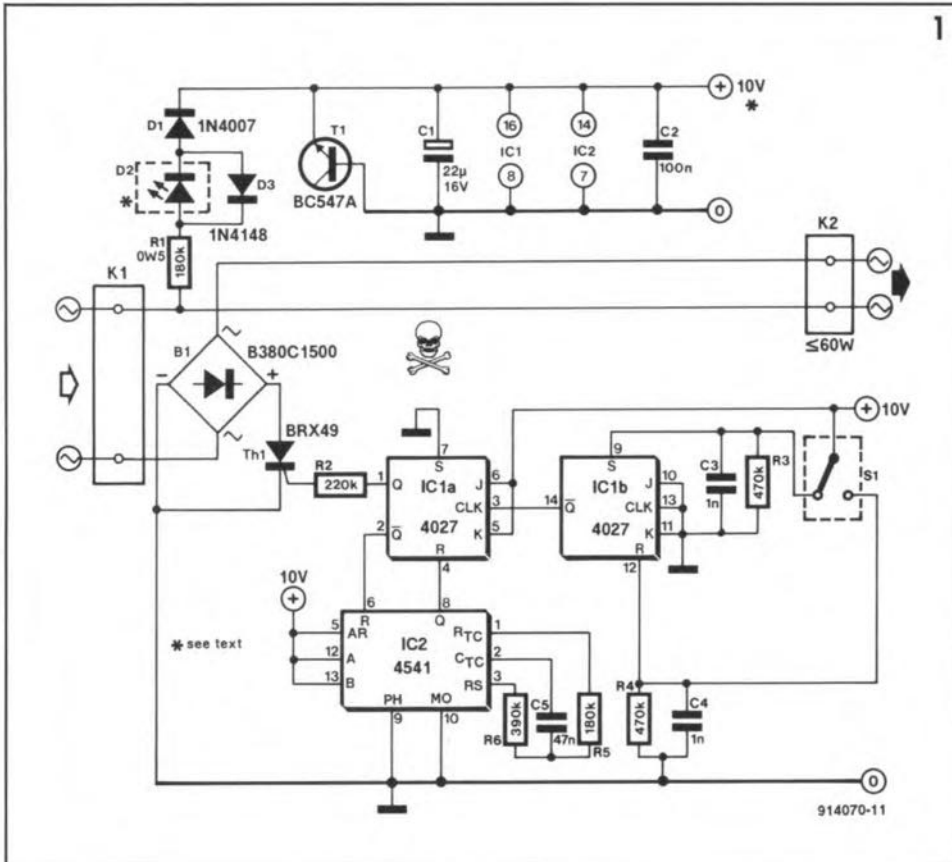 1
D1
1N4007
D2
*
D3
1N4148
R1
0W5
180k
T1
BC547A
C1
22µ
16V
16
IC1
8
14
IC2
7
C2
100n
+
10V
*
0
K1
K2
≤60W
B1
B380C1500
–
+
~
~
BRX49
Th1
R2
220k
7
S
1
Q
J
6
CLK
3
IC1a
4027
2
Q̅
K
5
R
4
9
S
14
Q̅
J
10
CLK
13
IC1b
K
11
4027
R
12
C3
1n
R3
470k
+
10V
S1
10V
+
6
R
8
Q
5
AR
12
A
13
B
IC2
4541
RTC
1
CTC
2
RS
3
PH
9
MO
10
390k
R6
C5
47n
180k
R5
R4
470k
C4
1n
* see text
0
914070-11